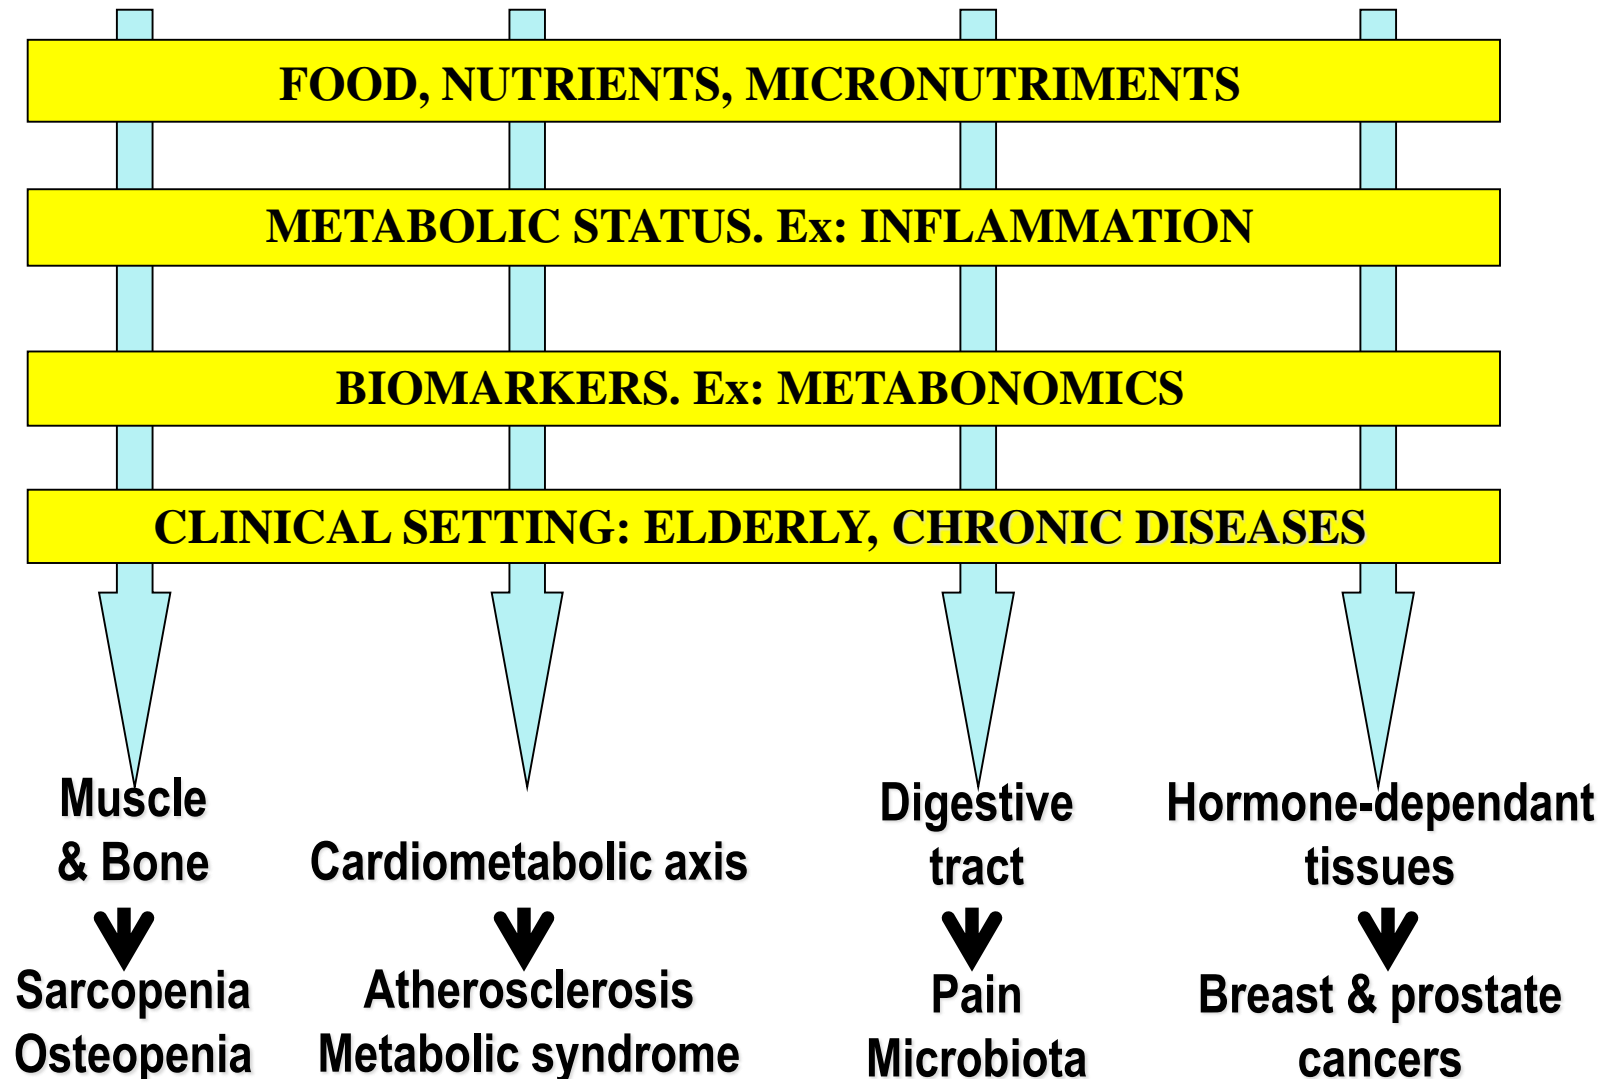 FOOD, NUTRIENTS, MICRONUTRIMENTS
METABOLIC STATUS. Ex: INFLAMMATION
BIOMARKERS. Ex: METABONOMICS
CLINICAL SETTING: ELDERLY, CHRONIC DISEASES
Muscle
& Bone
Sarcopenia
Osteopenia
Cardiometabolic axis
Atherosclerosis
Metabolic syndrome
Digestive
tract
Pain
Microbiota
Hormone-dependant
tissues
Breast & prostate
cancers